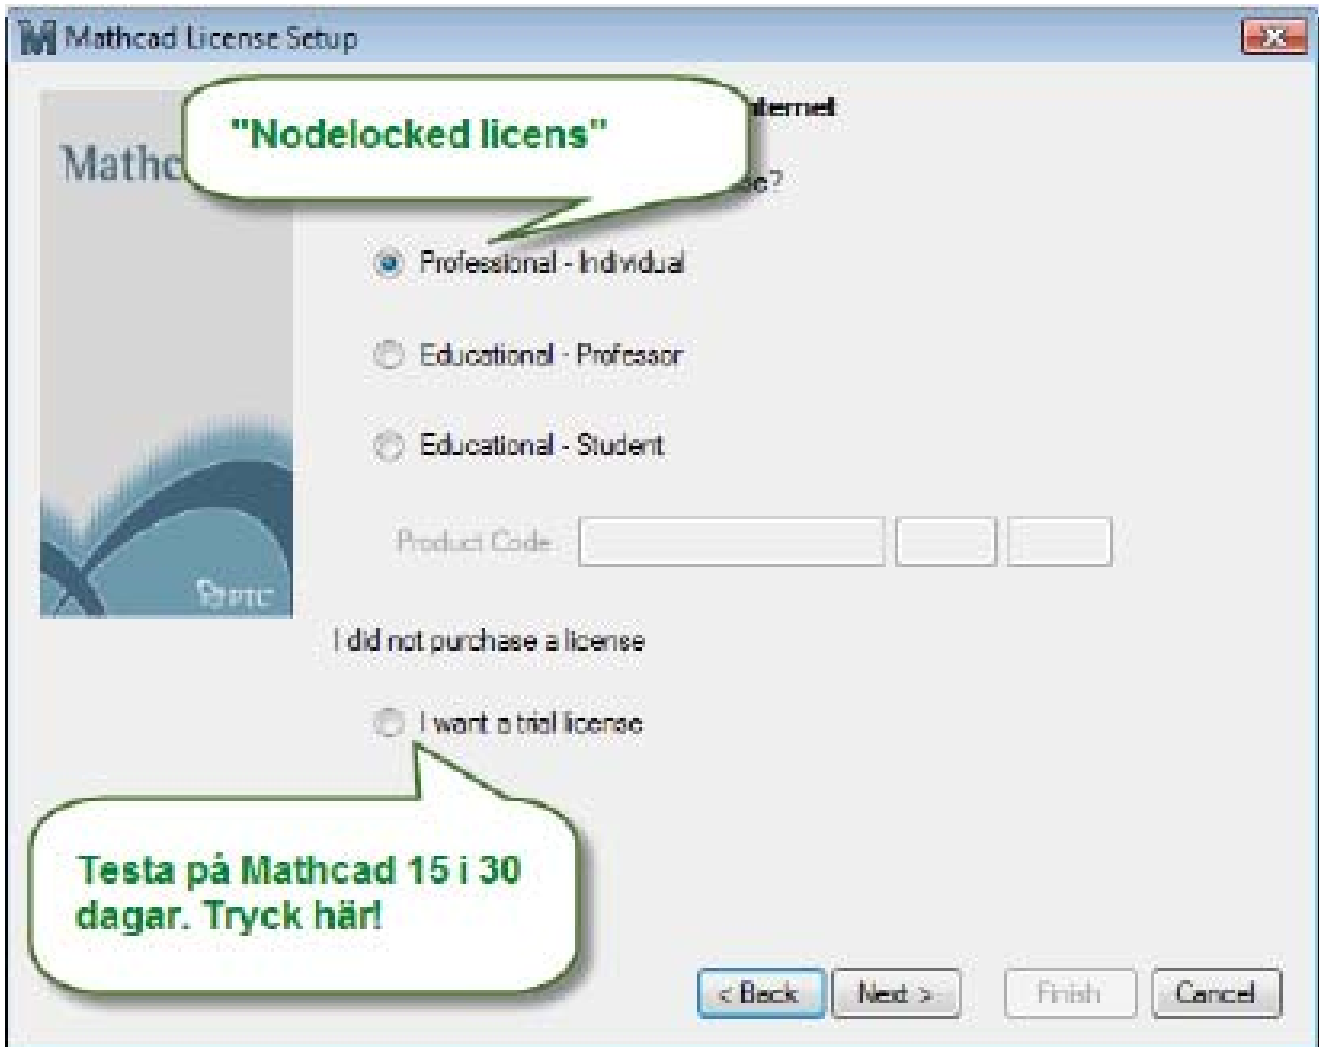 Mathcad License Setup
"Nodelocked licens"
Professional - Individual
Educational - Professor
Educational - Student
Product Code
PTC
I did not purchase a license
I want a trial license
Testa på Mathcad 15 i 30
dagar. Tryck här!
< Back
Next >
Finish
Cancel